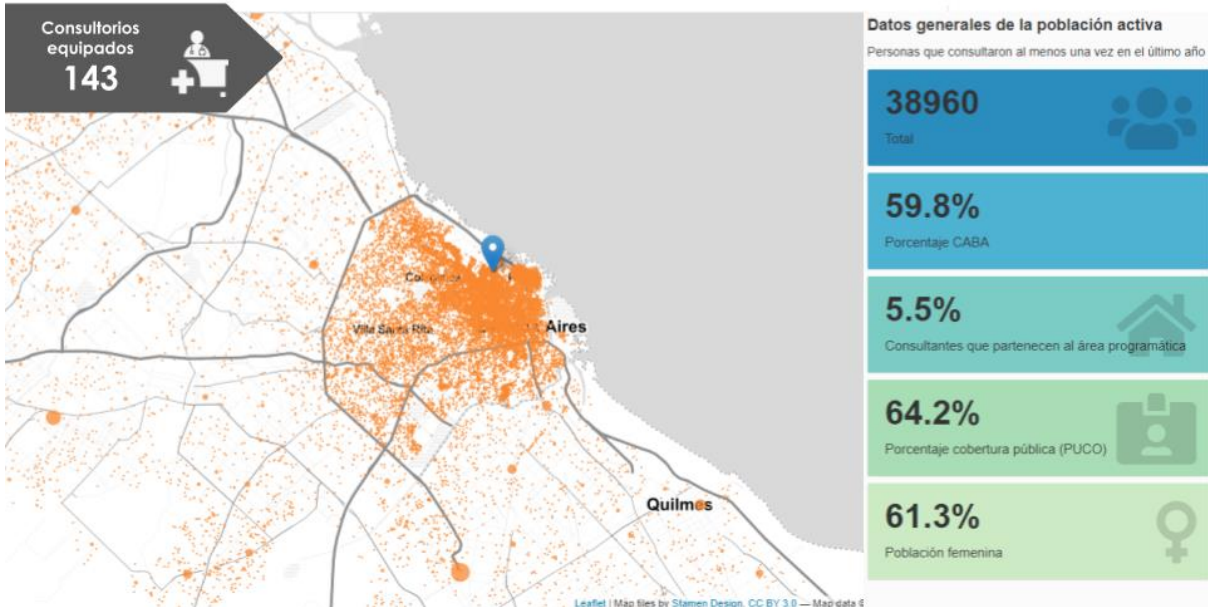 Consultorios
equipados
143
Villa Santa Rita
Aires
Quilmes
Leaflet | Map tiles by Stamen Design, CC BY 3.0 — Map data ©
Datos generales de la población activa
Personas que consultaron al menos una vez en el último año
38960
Total
59.8%
Porcentaje CABA
5.5%
Consultantes que partenecen al área programática
64.2%
Porcentaje cobertura pública (PUCO)
61.3%
Población femenina